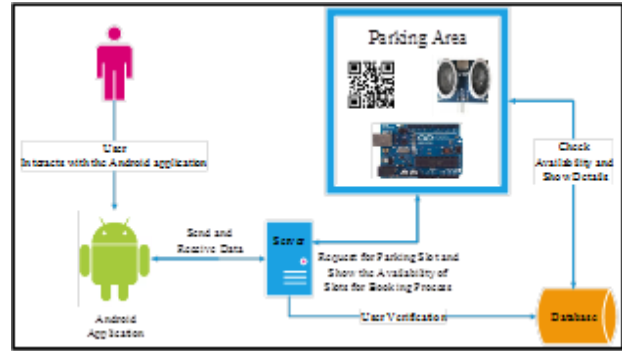 Parking Area
User
Interacts with the Android application
Check
Availability and
Show Details
Send and
Receive Data
Server
Request for Parking Slot and
Show the Availability of
Slots for Booking Process
Android
Application
User Verification
Database